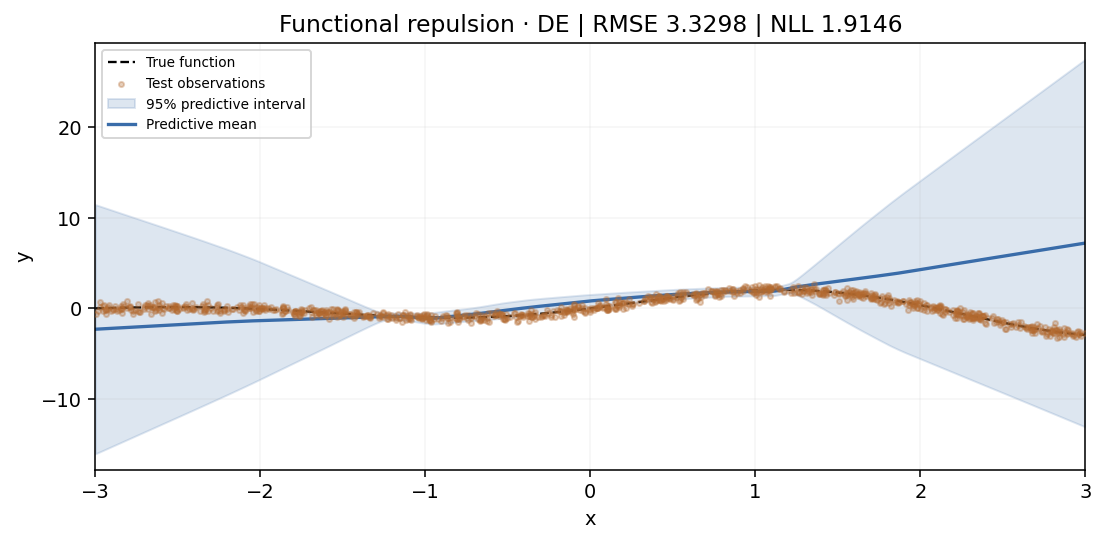 Functional repulsion · DE | RMSE 3.3298 | NLL 1.9146
True function
Test observations
95% predictive interval
Predictive mean
20
10
0
−10
y
−3
−2
−1
0
1
2
3
x